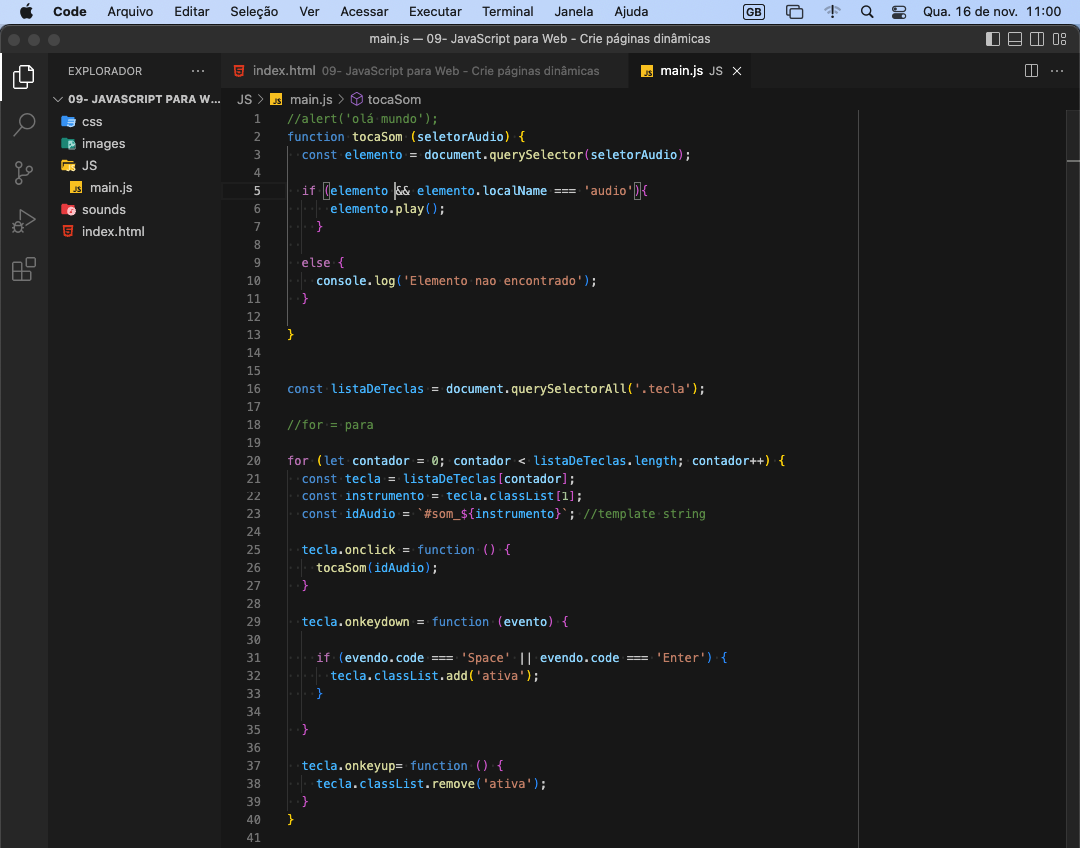 Code Arquivo Editar Seleção Ver Acessar Executar Terminal Janela Ajuda GB Qua. 16 de nov. 11:00
main.js — 09- JavaScript para Web - Crie páginas dinâmicas
EXPLORADOR ···
index.html 09- JavaScript para Web - Crie páginas dinâmicas
JS main.js JS
09- JAVASCRIPT PARA W...
css
images
JS
JS main.js
sounds
index.html
JS > JS main.js > tocaSom
1 //alert('olá mundo');
2 function tocaSom (seletorAudio) {
3 const elemento = document.querySelector(seletorAudio);
4
5 if (elemento && elemento.localName === 'audio'){
6 elemento.play();
7 }
8
9 else {
10 console.log('Elemento nao encontrado');
11 }
12
13 }
14
15
16 const listaDeTeclas = document.querySelectorAll('.tecla');
17
18 //for = para
19
20 for (let contador = 0; contador < listaDeTeclas.length; contador++) {
21 const tecla = listaDeTeclas[contador];
22 const instrumento = tecla.classList[1];
23 const idAudio = `#som_${instrumento}`; //template string
24
25 tecla.onclick = function () {
26 tocaSom(idAudio);
27 }
28
29 tecla.onkeydown = function (evento) {
30
31 if (evendo.code === 'Space' || evendo.code === 'Enter') {
32 tecla.classList.add('ativa');
33 }
34
35 }
36
37 tecla.onkeyup= function () {
38 tecla.classList.remove('ativa');
39 }
40 }
41